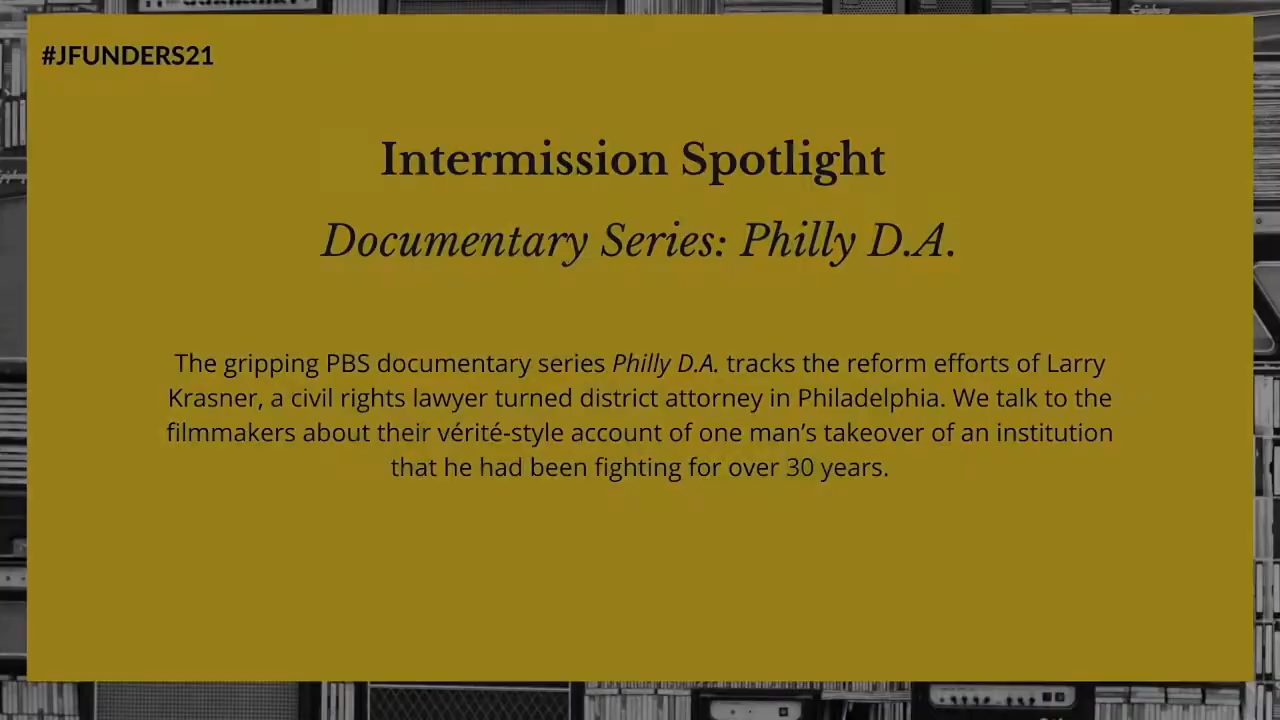 #JFUNDERS21
Intermission Spotlight
Documentary Series: Philly D.A.
The gripping PBS documentary series Philly D.A. tracks the reform efforts of Larry
Krasner, a civil rights lawyer turned district attorney in Philadelphia. We talk to the
filmmakers about their vérité-style account of one man’s takeover of an institution
that he had been fighting for over 30 years.